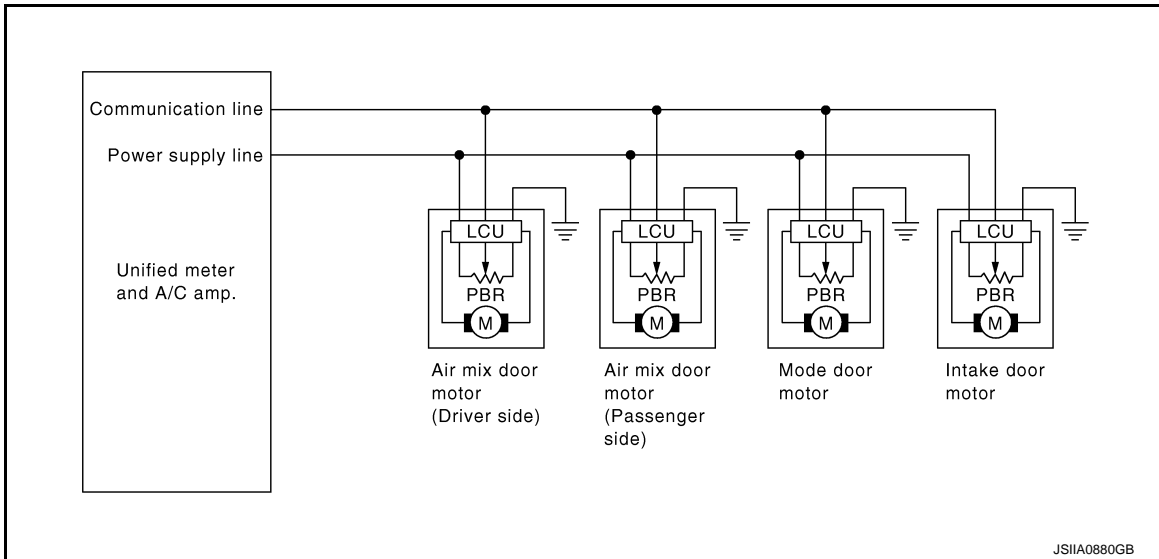 Communication line
Power supply line
Unified meter
and A/C amp.
LCU
PBR
M
Air mix door
motor
(Driver side)
LCU
PBR
M
Air mix door
motor
(Passenger
side)
LCU
PBR
M
Mode door
motor
LCU
PBR
M
Intake door
motor
JSIIA0880GB